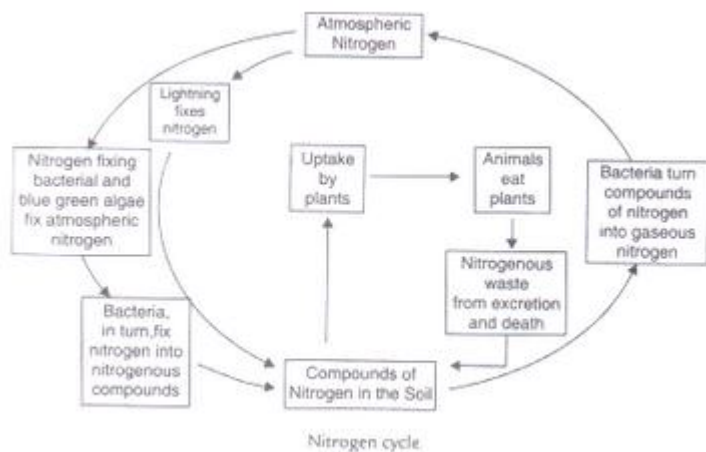 Atmospheric
Nitrogen
Lightning
fixes
nitrogen
Nitrogen fixing
bacterial and
blue green algae
fix atmospheric
nitrogen
Uptake
by
plants
Animals
eat
plants
Bacteria turn
compounds
of nitrogen
into gaseous
nitrogen
Nitrogenous
waste
from excretion
and death
Bacteria,
in turn,fix
nitrogen into
nitrogenous
compounds
Compounds of
Nitrogen in the Soil
Nitrogen cycle